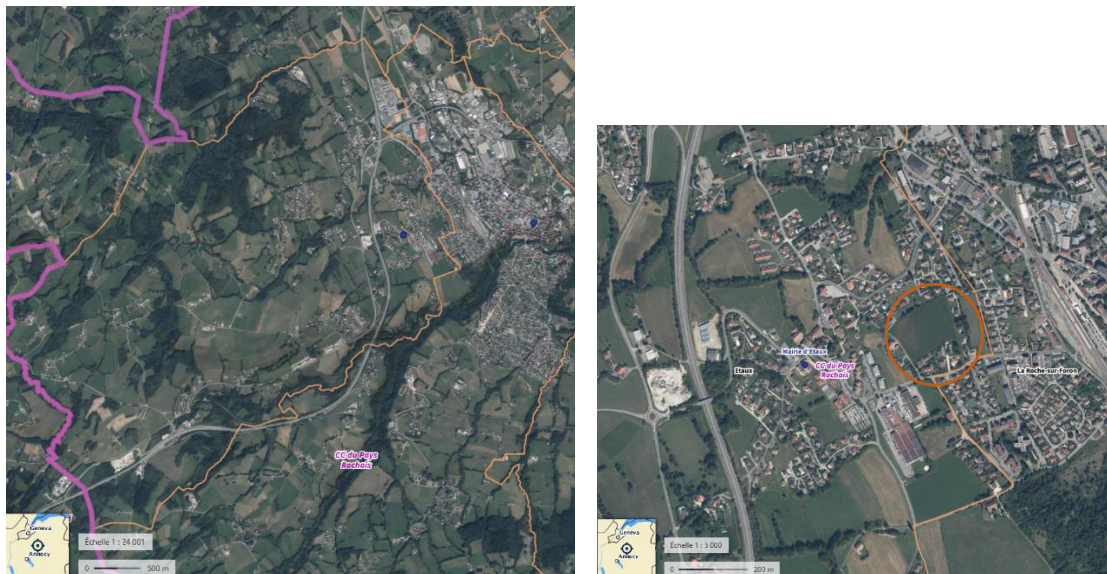 CC du Pays
Rochois
Geneva
Annecy
Échelle 1 : 24 001
0 500 m
Mairie d'Etaux
CC du Pays
Rochois
Etaux
La Roche-sur-Foron
Geneva
Annecy
Échelle 1 : 5 000
0 200 m